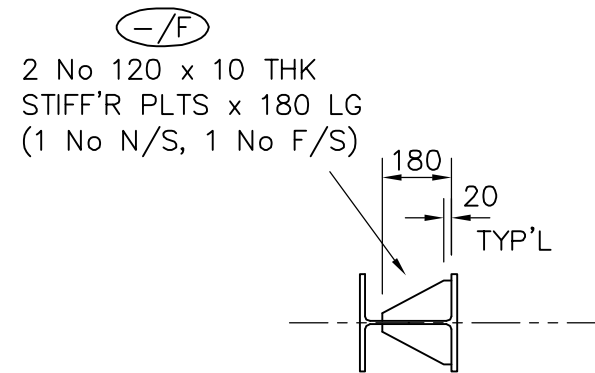 -/F
2 No 120 x 10 THK
STIFF'R PLTS x 180 LG
(1 No N/S, 1 No F/S)
180
20
TYP'L